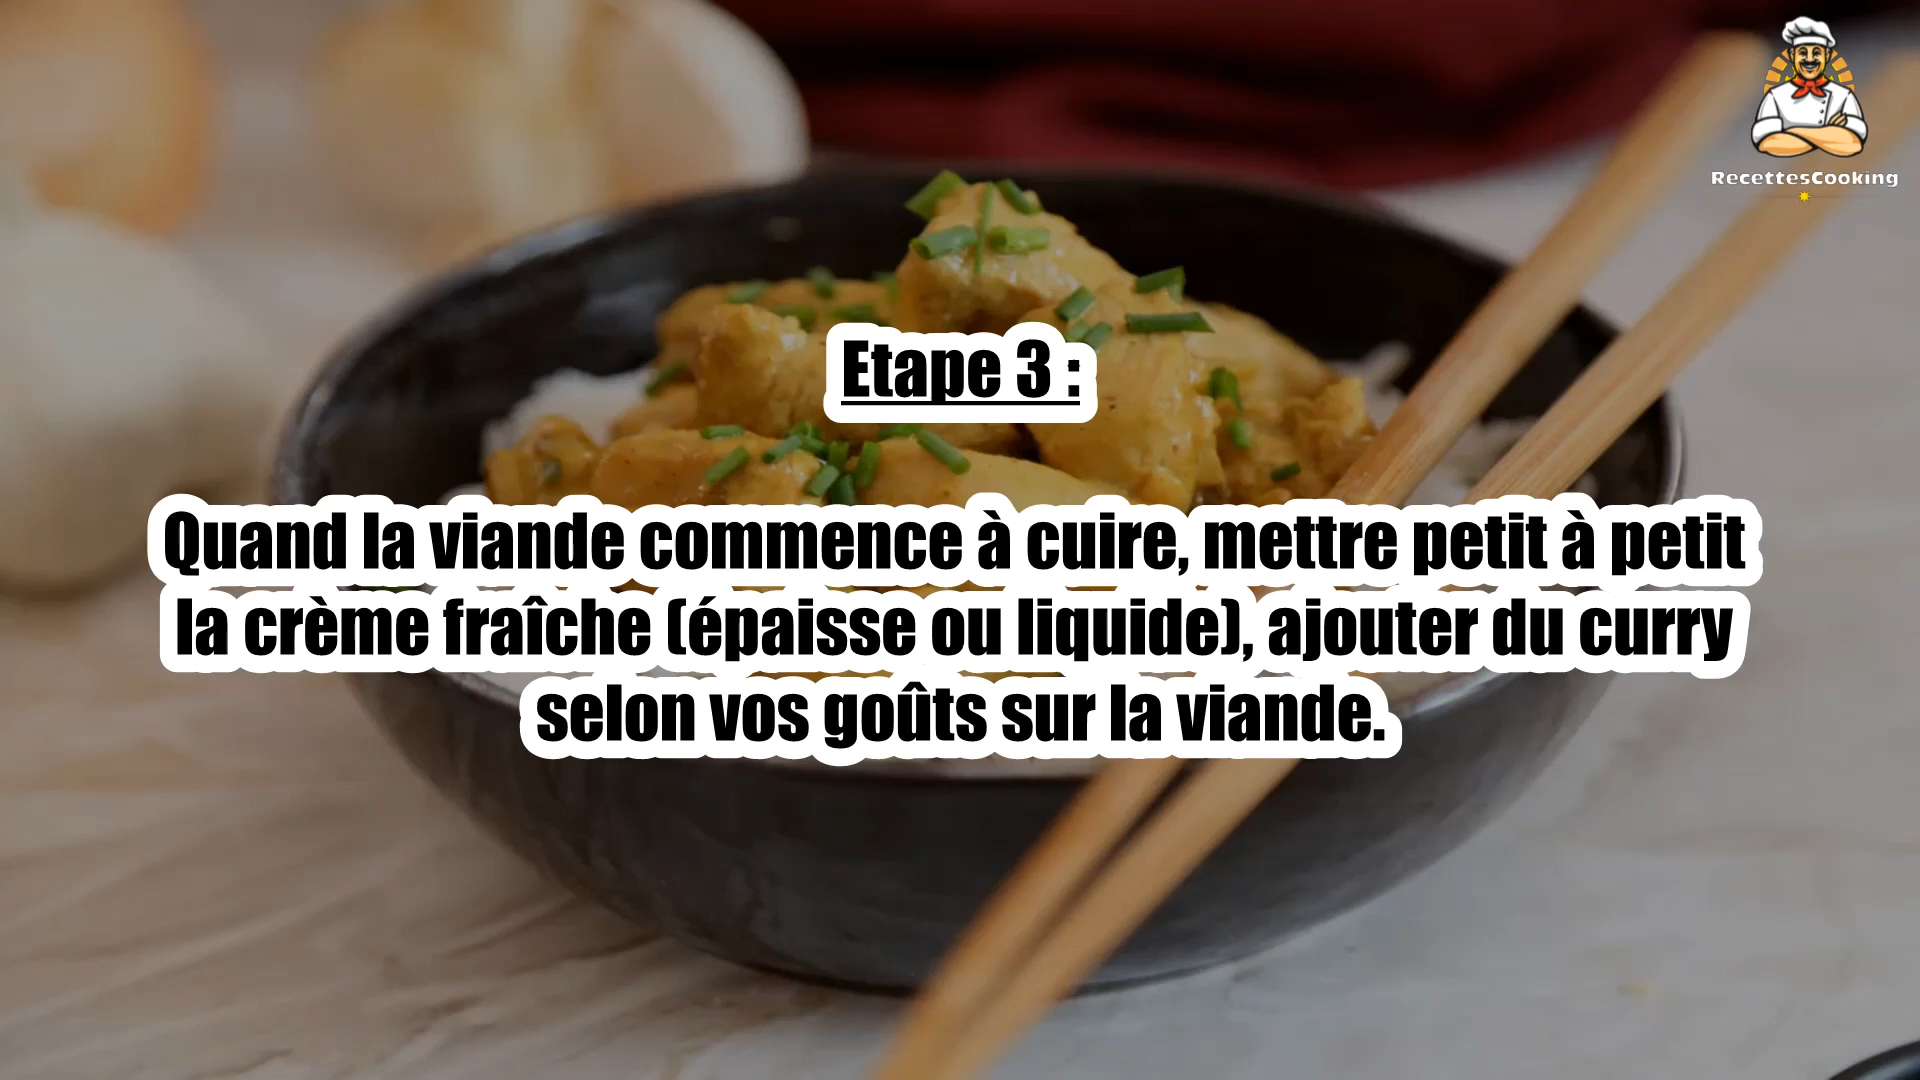 RecettesCooking
Etape 3 :
Quand la viande commence à cuire, mettre petit à petit
la crème fraîche (épaisse ou liquide), ajouter du curry
selon vos goûts sur la viande.